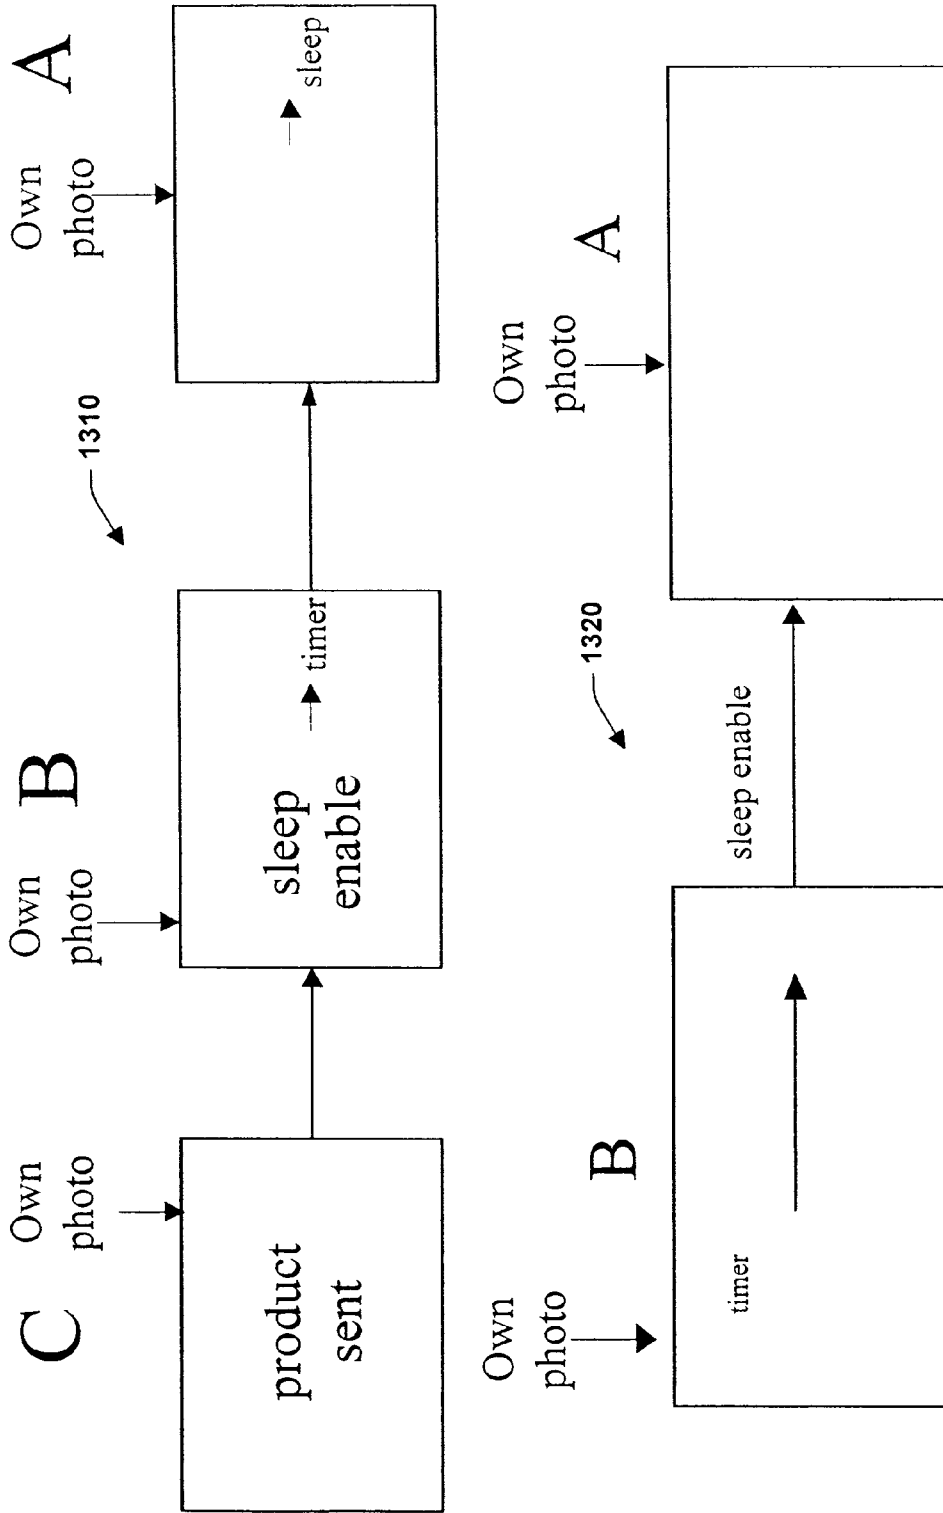 C
Own
photo
product
sent
B
Own
photo
sleep
enable
timer
1310
A
Own
photo
sleep
B
Own
photo
timer
sleep enable
1320
A
Own
photo